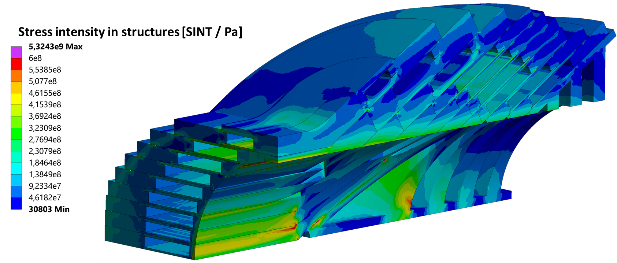 Stress intensity in structures [SINT / Pa]
5,3243e9 Max
6e8
5,5385e8
5,077e8
4,6155e8
4,1539e8
3,6924e8
3,2309e8
2,7694e8
2,3079e8
1,8464e8
1,3849e8
9,2334e7
4,6182e7
30803 Min